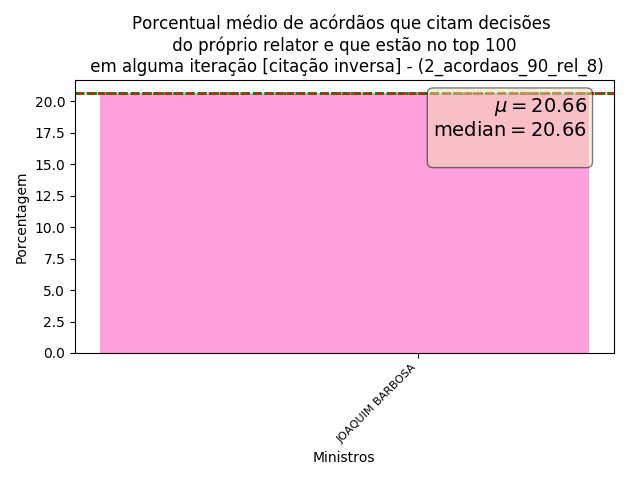 Porcentual médio de acórdãos que citam decisões
do próprio relator e que estão no top 100
em alguma iteração [citação inversa] - (2_acordaos_90_rel_8)
μ = 20.66
median = 20.66
20.0
17.5
15.0
12.5
10.0
7.5
5.0
2.5
0.0
Porcentagem
JOAQUIM BARBOSA
Ministros